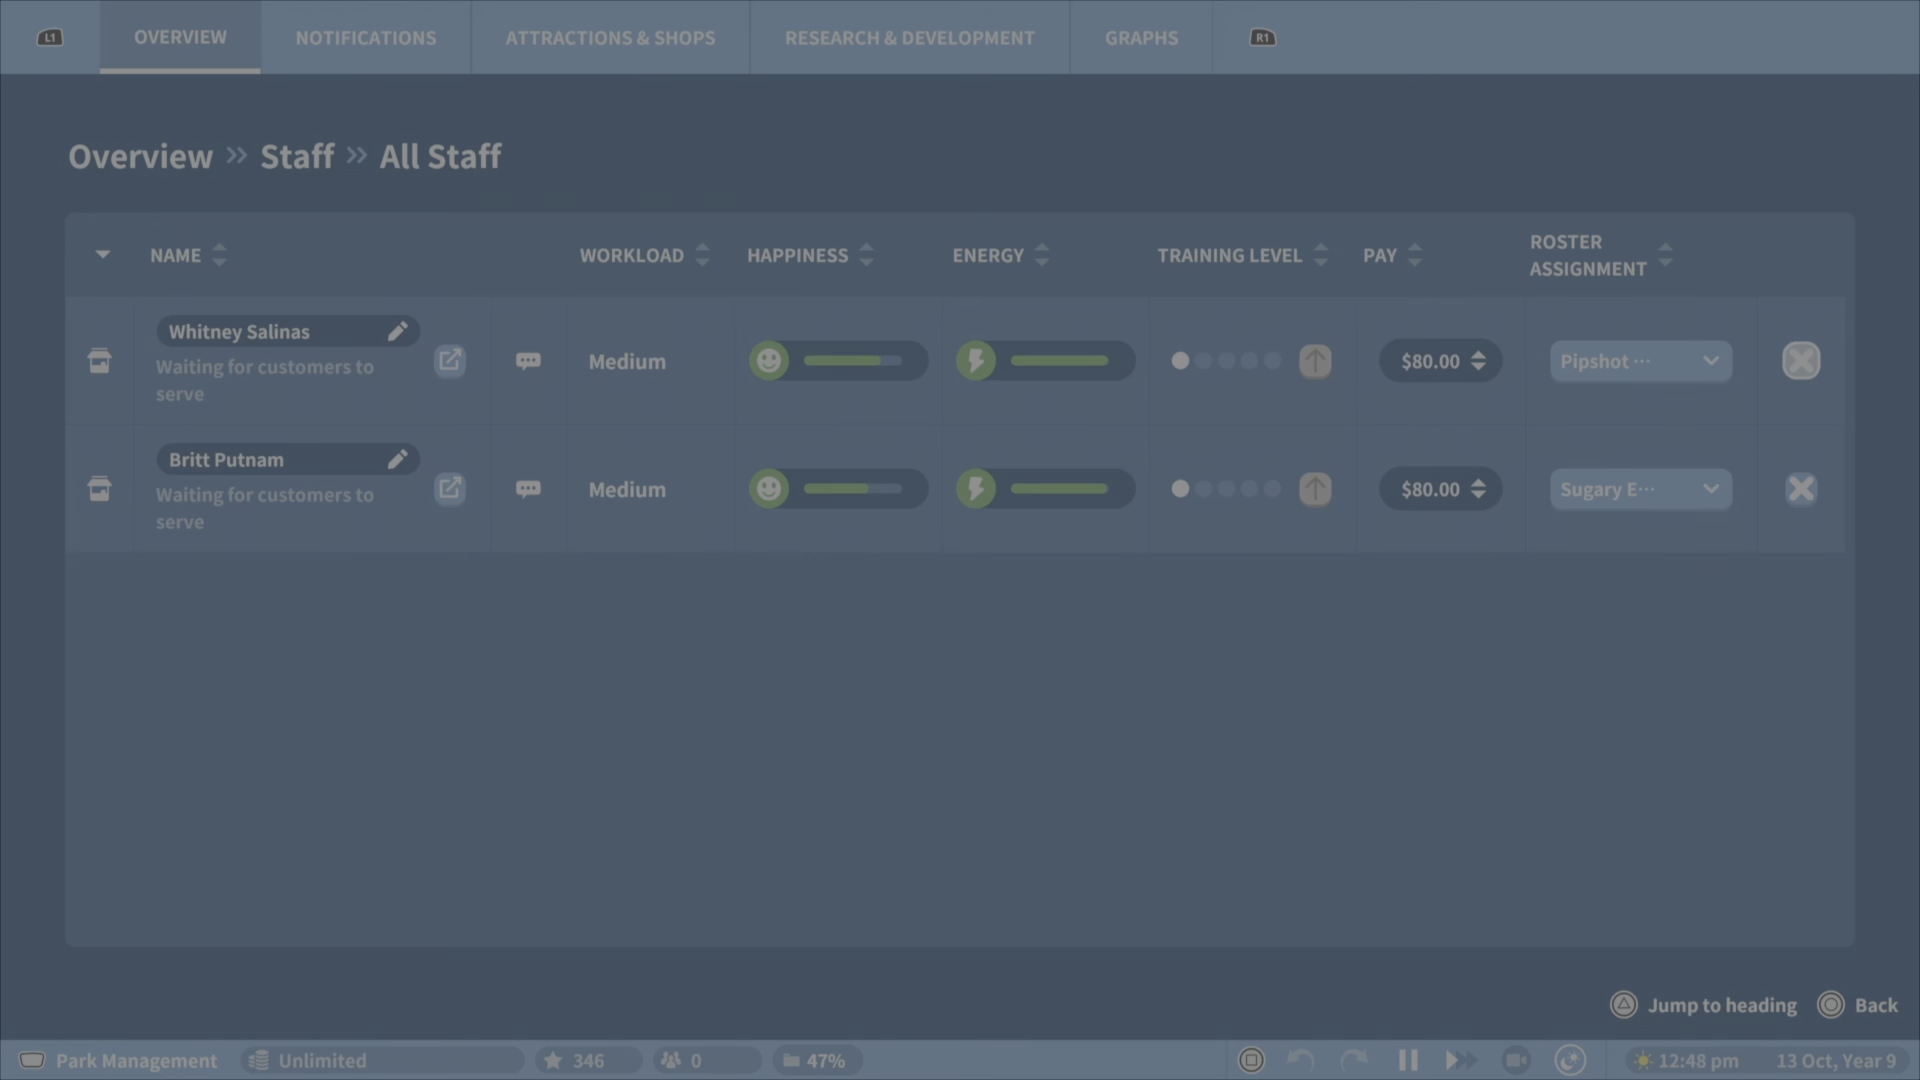 L1 OVERVIEW NOTIFICATIONS ATTRACTIONS & SHOPS RESEARCH & DEVELOPMENT GRAPHS R1
Overview » Staff » All Staff
NAME WORKLOAD HAPPINESS ENERGY TRAINING LEVEL PAY ROSTER
ASSIGNMENT
Whitney Salinas
Waiting for customers to
serve
Medium $80.00 Pipshot ···
Britt Putnam
Waiting for customers to
serve
Medium $80.00 Sugary E···
Jump to heading Back
Park Management Unlimited 346 0 47% 12:48 pm 13 Oct, Year 9